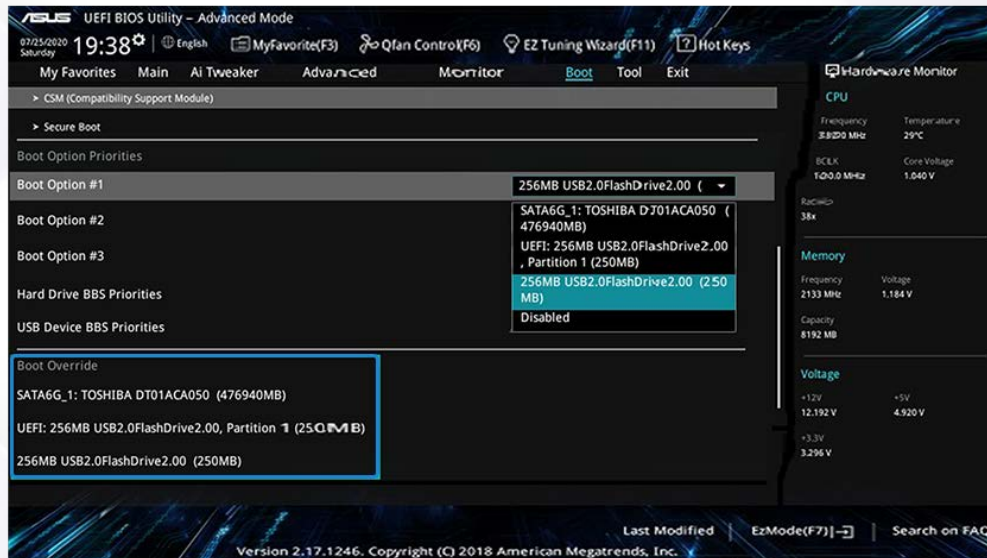 ASUS UEFI BIOS Utility – Advanced Mode
07/25/2020 Saturday 19:38 English MyFavorite(F3) Qfan Control(F6) EZ Tuning Wizard(F11) ? Hot Keys
My Favorites Main Ai Tweaker Advanced Monitor Boot Tool Exit
> CSM (Compatibility Support Module)
> Secure Boot
Boot Option Priorities
Boot Option #1
256MB USB2.0FlashDrive2.00 (
SATA6G_1: TOSHIBA DT01ACA050 (
476940MB)
UEFI: 256MB USB2.0FlashDrive2.00
, Partition 1 (250MB)
256MB USB2.0FlashDrive2.00 (250
MB)
Disabled
Boot Option #2
Boot Option #3
Hard Drive BBS Priorities
USB Device BBS Priorities
Boot Override
SATA6G_1: TOSHIBA DT01ACA050 (476940MB)
UEFI: 256MB USB2.0FlashDrive2.00, Partition 1 (250MB)
256MB USB2.0FlashDrive2.00 (250MB)
Hardware Monitor
CPU
Frequency Temperature
MHz 29°C
BCLK Core Voltage
MHz 1.040 V
38x
Memory
Frequency Voltage
2133 MHz 1.184 V
Capacity
8192 MB
Voltage
+12V +5V
12.192 V 4.920 V
+3.3V
3.296 V
Last Modified EzMode(F7) Search on FAQ
Version 2.17.1246. Copyright (C) 2018 American Megatrends, Inc.